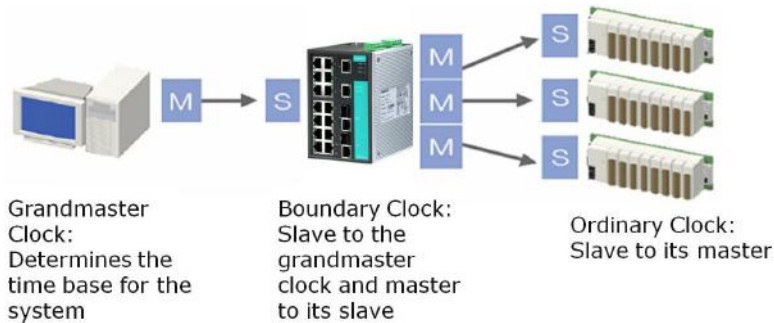 M
S
M
M
M
S
S
S
Grandmaster
Clock:
Determines the
time base for the
system
Boundary Clock:
Slave to the
grandmaster
clock and master
to its slave
Ordinary Clock:
Slave to its master